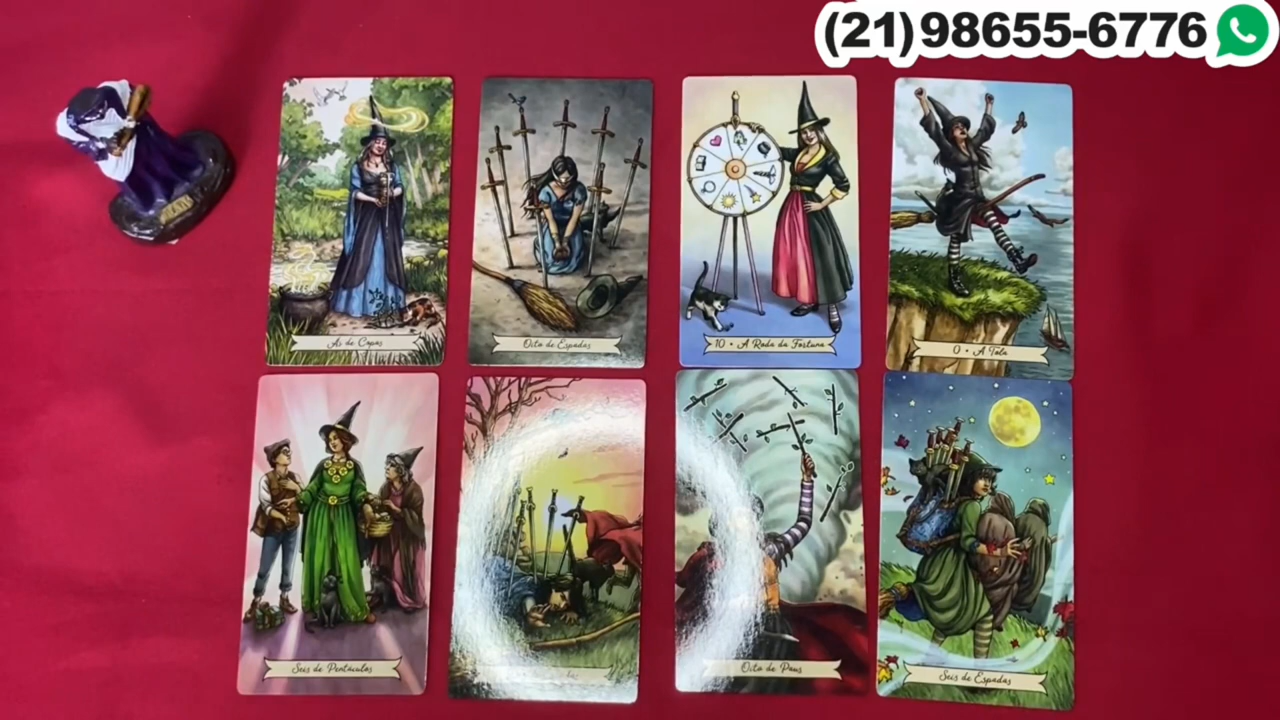 (21)98655-6776
Ás de Copas
Oito de Espadas
10 • A Roda da Fortuna
0 • A Tola
Seis de Pentáculos
Oito de Paus
Seis de Espadas